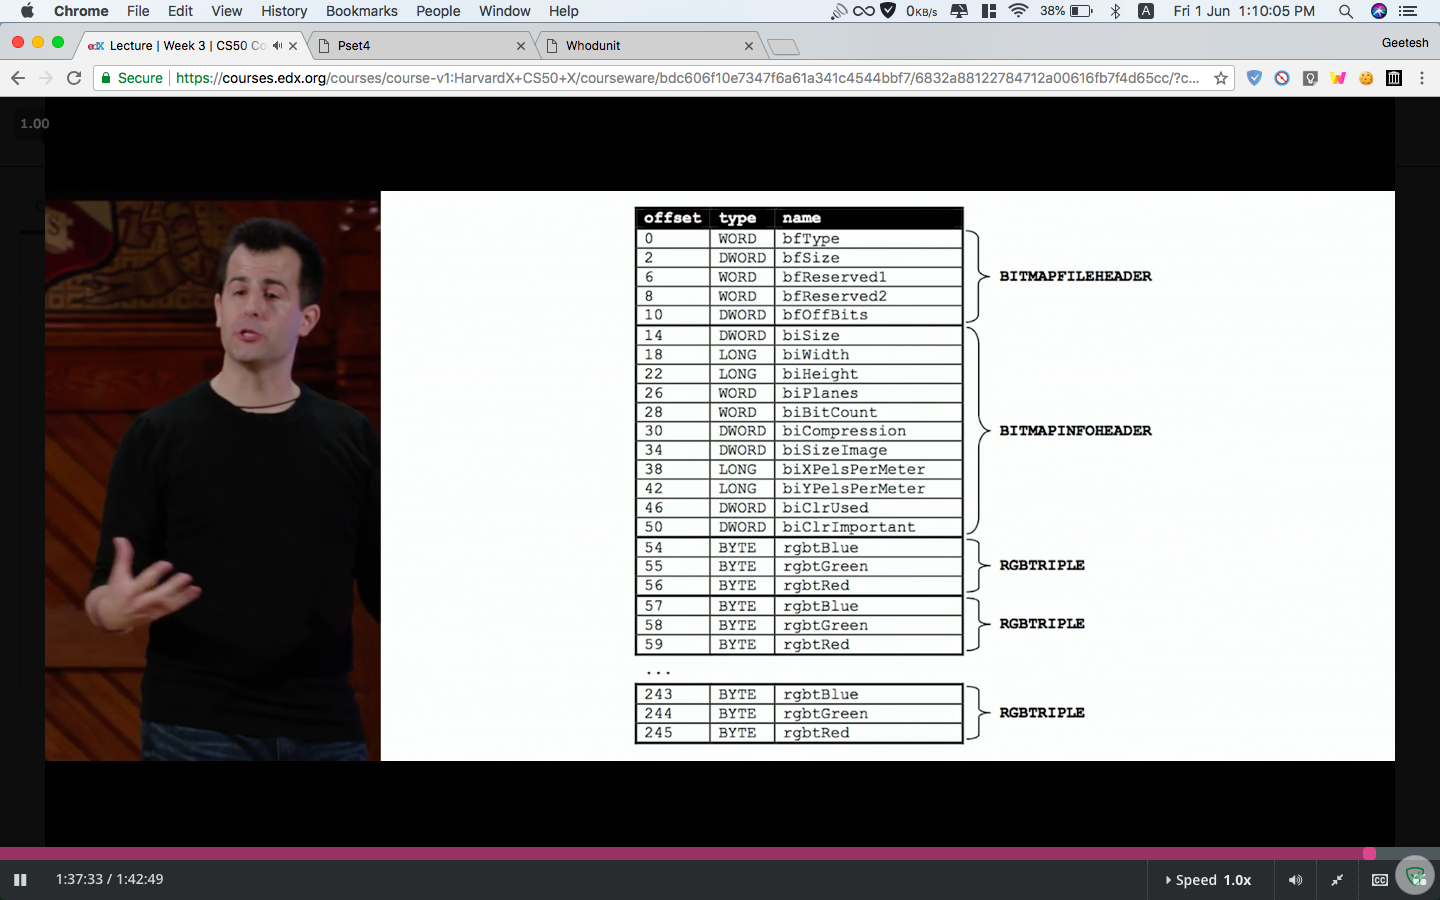 Chrome File Edit View History Bookmarks People Window Help 0KB/s 38% A Fri 1 Jun 1:10:05 PM
edX Lecture | Week 3 | CS50 Co Pset4 Whodunit Geetesh
Secure https://courses.edx.org/courses/course-v1:HarvardX+CS50+X/courseware/bdc606f10e7347f6a61a341c4544bbf7/6832a88122784712a00616fb7f4d65cc/?c...
1.00
offset type name
0 WORD bfType
2 DWORD bfSize
6 WORD bfReserved1
BITMAPFILEHEADER
8 WORD bfReserved2
10 DWORD bfOffBits
14 DWORD biSize
18 LONG biWidth
22 LONG biHeight
26 WORD biPlanes
28 WORD biBitCount
30 DWORD biCompression
BITMAPINFOHEADER
34 DWORD biSizeImage
38 LONG biXPelsPerMeter
42 LONG biYPelsPerMeter
46 DWORD biClrUsed
50 DWORD biClrImportant
54 BYTE rgbtBlue
55 BYTE rgbtGreen
RGBTRIPLE
56 BYTE rgbtRed
57 BYTE rgbtBlue
58 BYTE rgbtGreen
RGBTRIPLE
59 BYTE rgbtRed
...
243 BYTE rgbtBlue
244 BYTE rgbtGreen
RGBTRIPLE
245 BYTE rgbtRed
1:37:33 / 1:42:49 Speed 1.0x CC